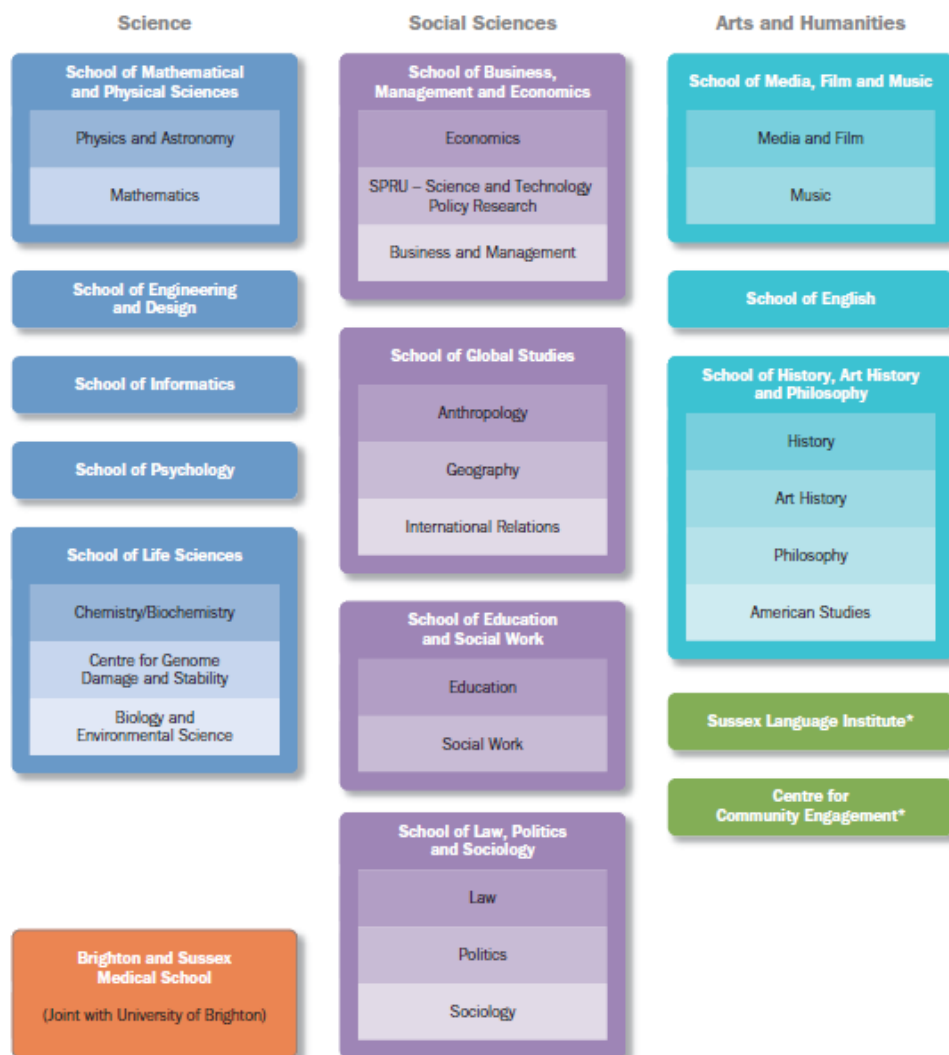 Science
School of Mathematical
and Physical Sciences
Physics and Astronomy
Mathematics
School of Engineering
and Design
School of Informatics
School of Psychology
School of Life Sciences
Chemistry/Biochemistry
Centre for Genome
Damage and Stability
Biology and
Environmental Science
Brighton and Sussex
Medical School
(Joint with University of Brighton)
Social Sciences
School of Business,
Management and Economics
Economics
SPRU – Science and Technology
Policy Research
Business and Management
School of Global Studies
Anthropology
Geography
International Relations
School of Education
and Social Work
Education
Social Work
School of Law, Politics
and Sociology
Law
Politics
Sociology
Arts and Humanities
School of Media, Film and Music
Media and Film
Music
School of English
School of History, Art History
and Philosophy
History
Art History
Philosophy
American Studies
Sussex Language Institute*
Centre for
Community Engagement*